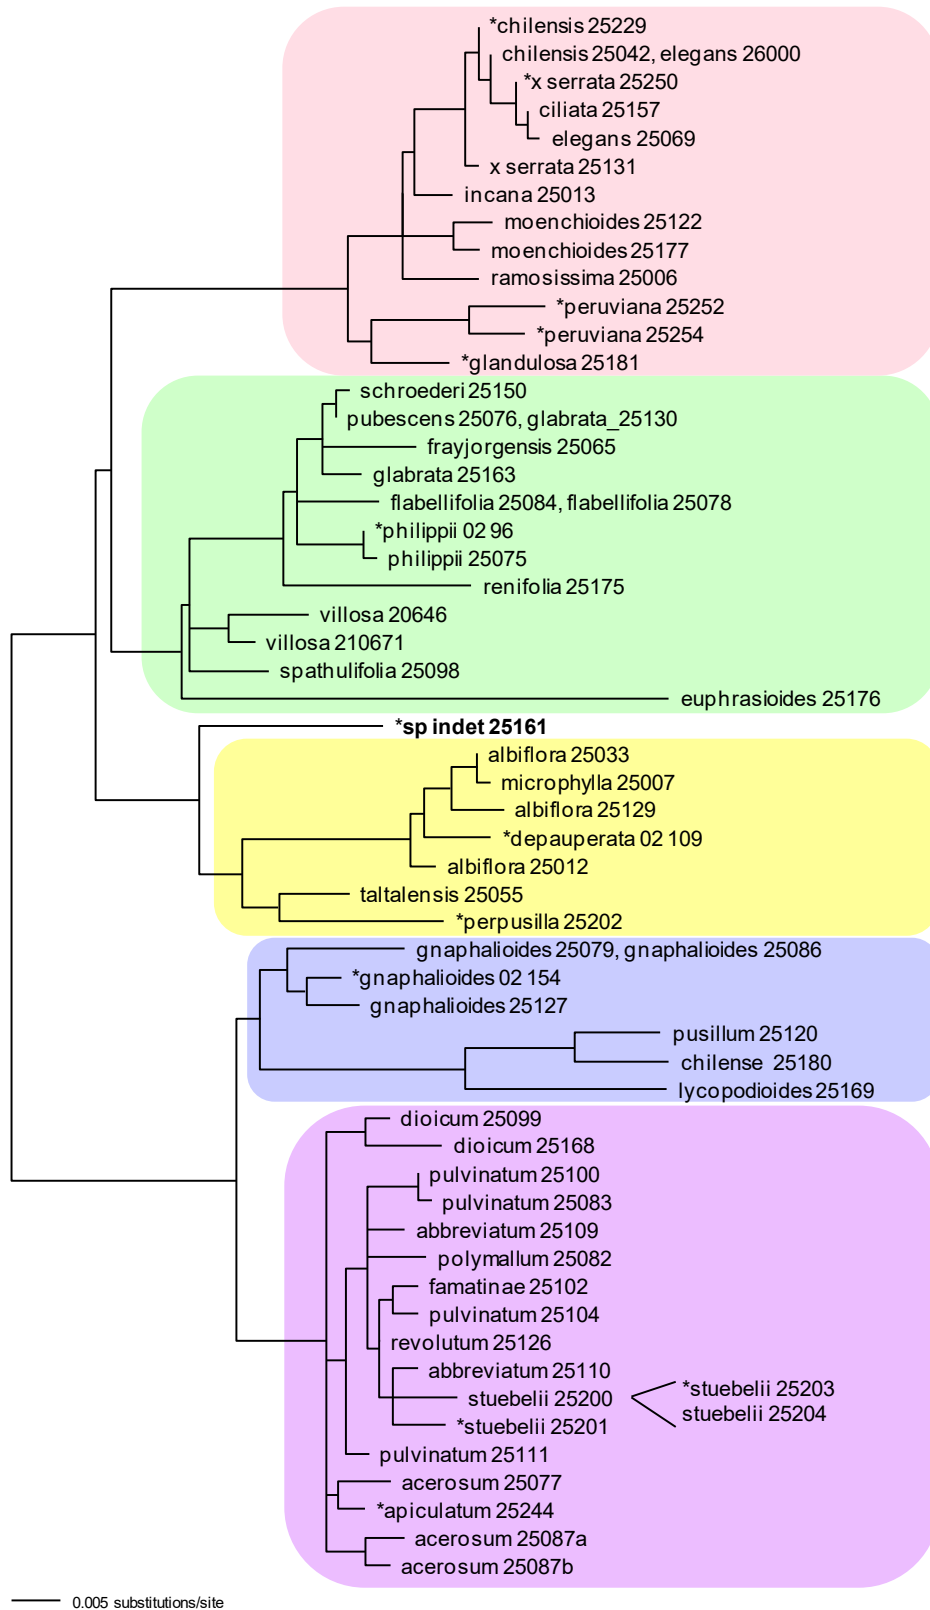 *chilensis 25229
chilensis 25042, elegans 26000
*x serrata 25250
ciliata 25157
elegans 25069
x serrata 25131
incana 25013
moenchioides 25122
moenchioides 25177
ramosissima 25006
*peruviana 25252
*peruviana 25254
*glandulosa 25181
schroederi 25150
pubescens 25076, glabrata_25130
frayjorgensis 25065
glabrata 25163
flabellifolia 25084, flabellifolia 25078
*philippii 02 96
philippii 25075
renifolia 25175
villosa 20646
villosa 210671
spathulifolia 25098
euphrasioides 25176
*sp indet 25161
albiflora 25033
microphylla 25007
albiflora 25129
*depauperata 02 109
albiflora 25012
taltalensis 25055
*perpusilla 25202
gnaphalioides 25079, gnaphalioides 25086
*gnaphalioides 02 154
gnaphalioides 25127
pusillum 25120
chilense 25180
lycopodioides 25169
dioicum 25099
dioicum 25168
pulvinatum 25100
pulvinatum 25083
abbreviatum 25109
polymallum 25082
famatinae 25102
pulvinatum 25104
revolutum 25126
abbreviatum 25110
stuebelii 25200
*stuebelii 25203
stuebelii 25204
*stuebelii 25201
pulvinatum 25111
acerosum 25077
*apiculatum 25244
acerosum 25087a
acerosum 25087b
0.005 substitutions/site